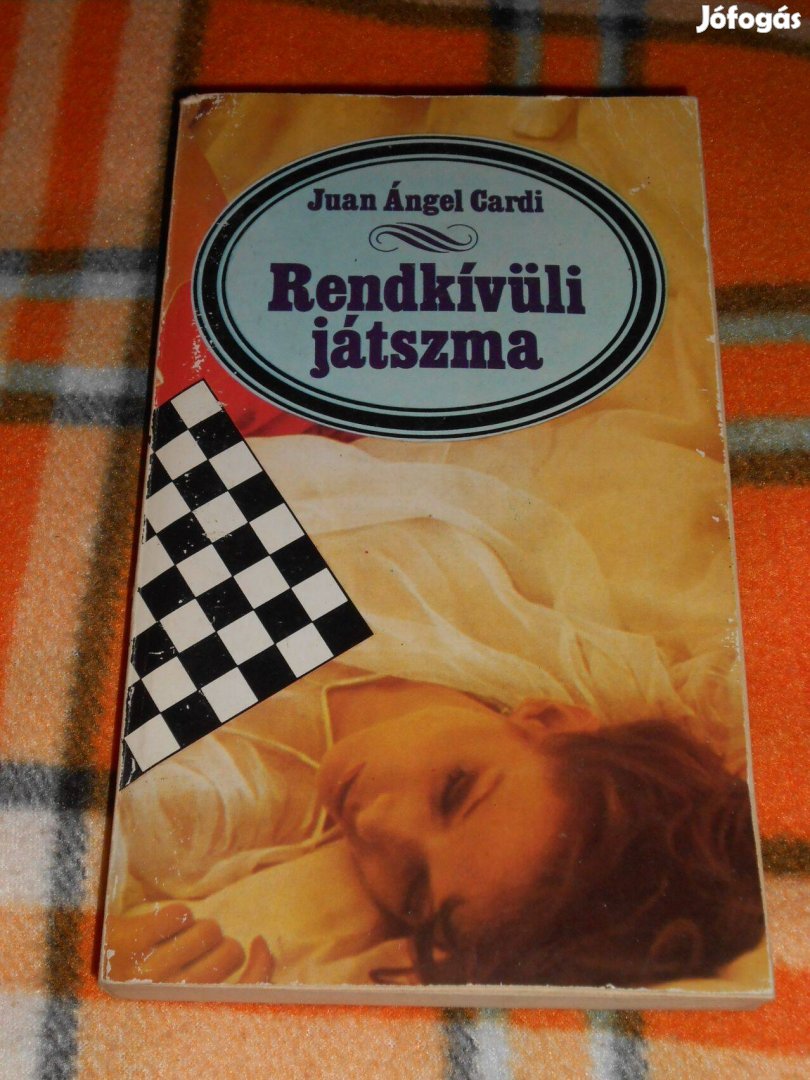 Jófogás
Juan Ángel Cardi
Rendkívüli
játszma